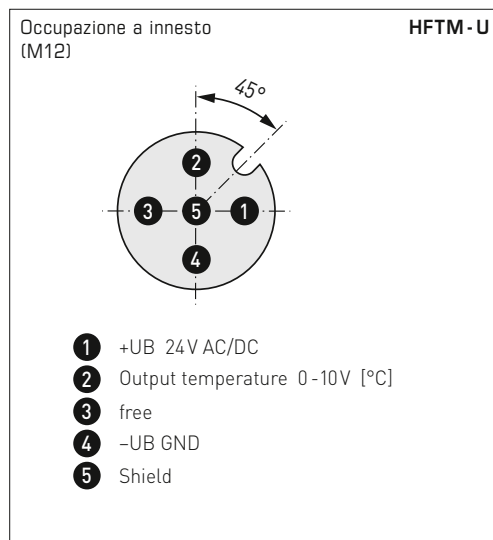 Occupazione a innesto HFTM-U
(M12)
45°
2
3 5 1
4
1 +UB 24V AC/DC
2 Output temperature 0-10V [°C]
3 free
4 –UB GND
5 Shield